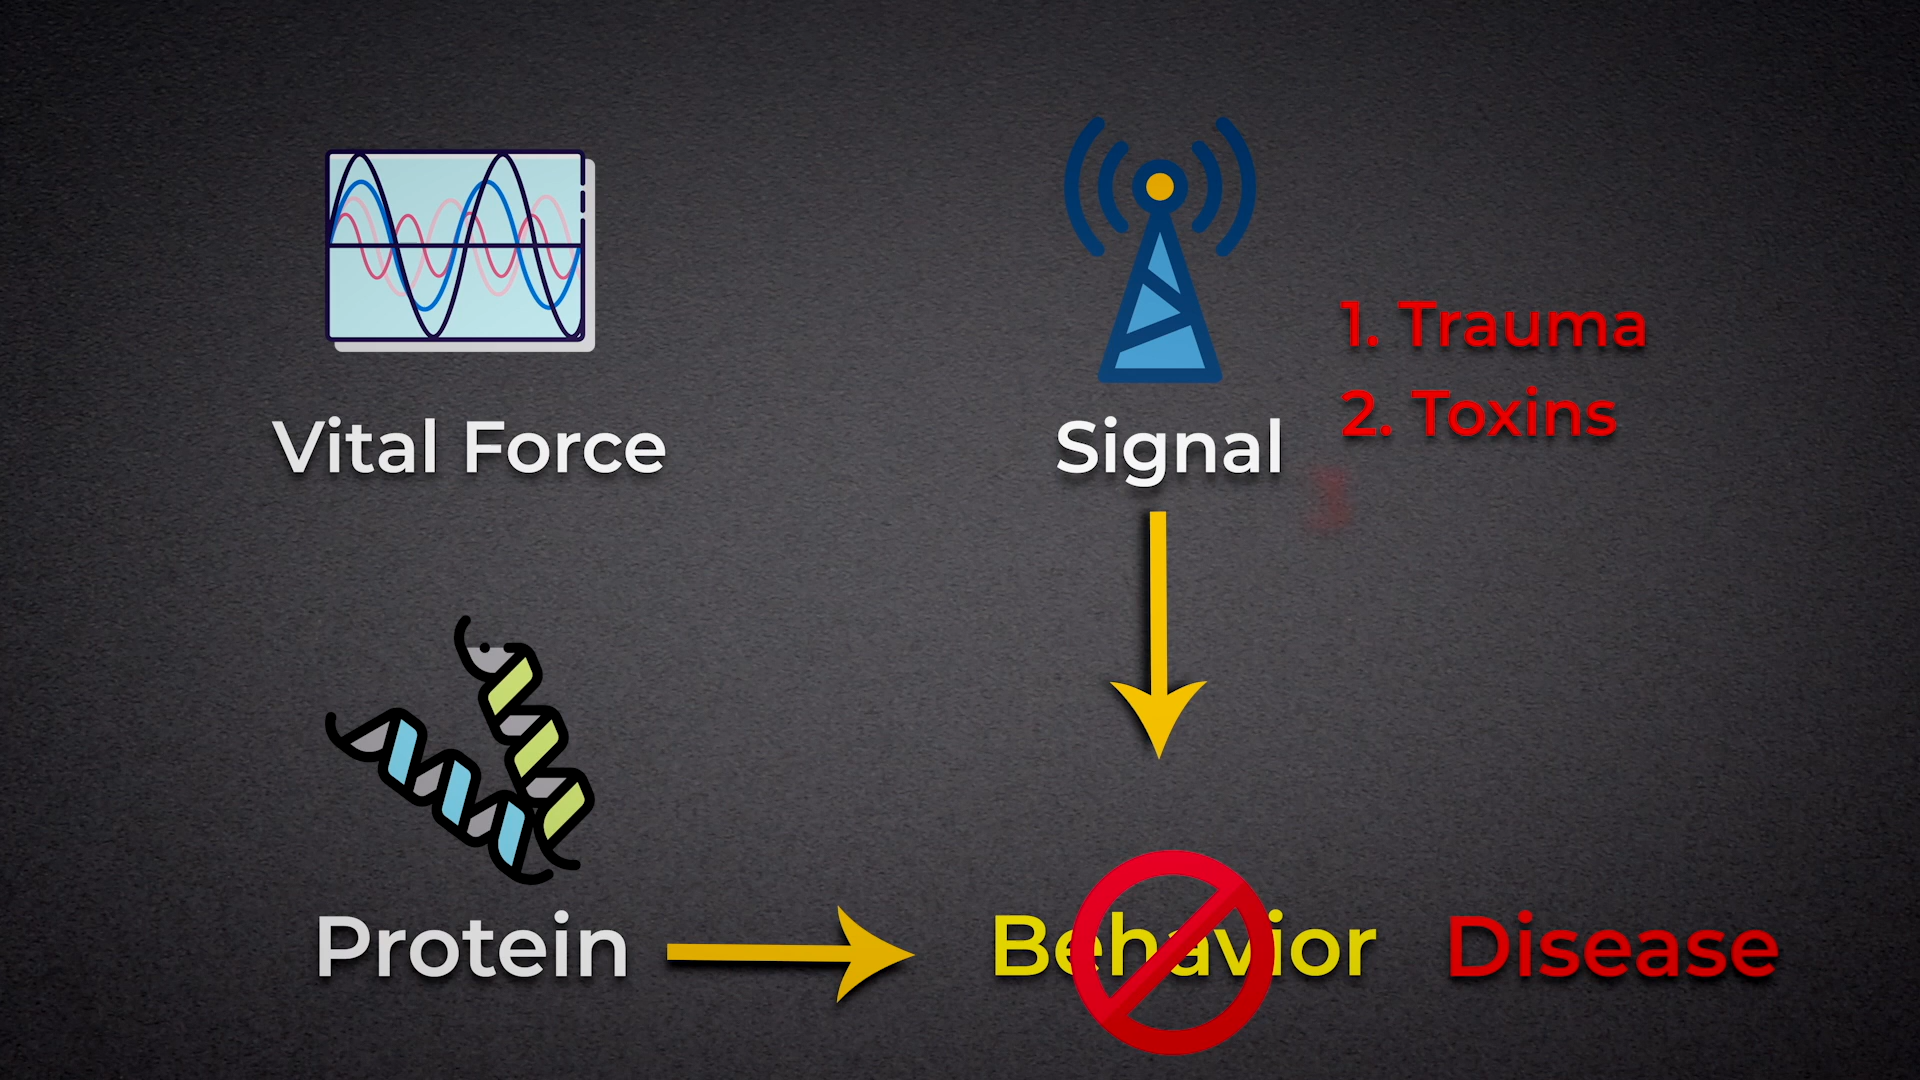 Vital Force
Signal
1. Trauma
2. Toxins
Protein
Behavior
Disease